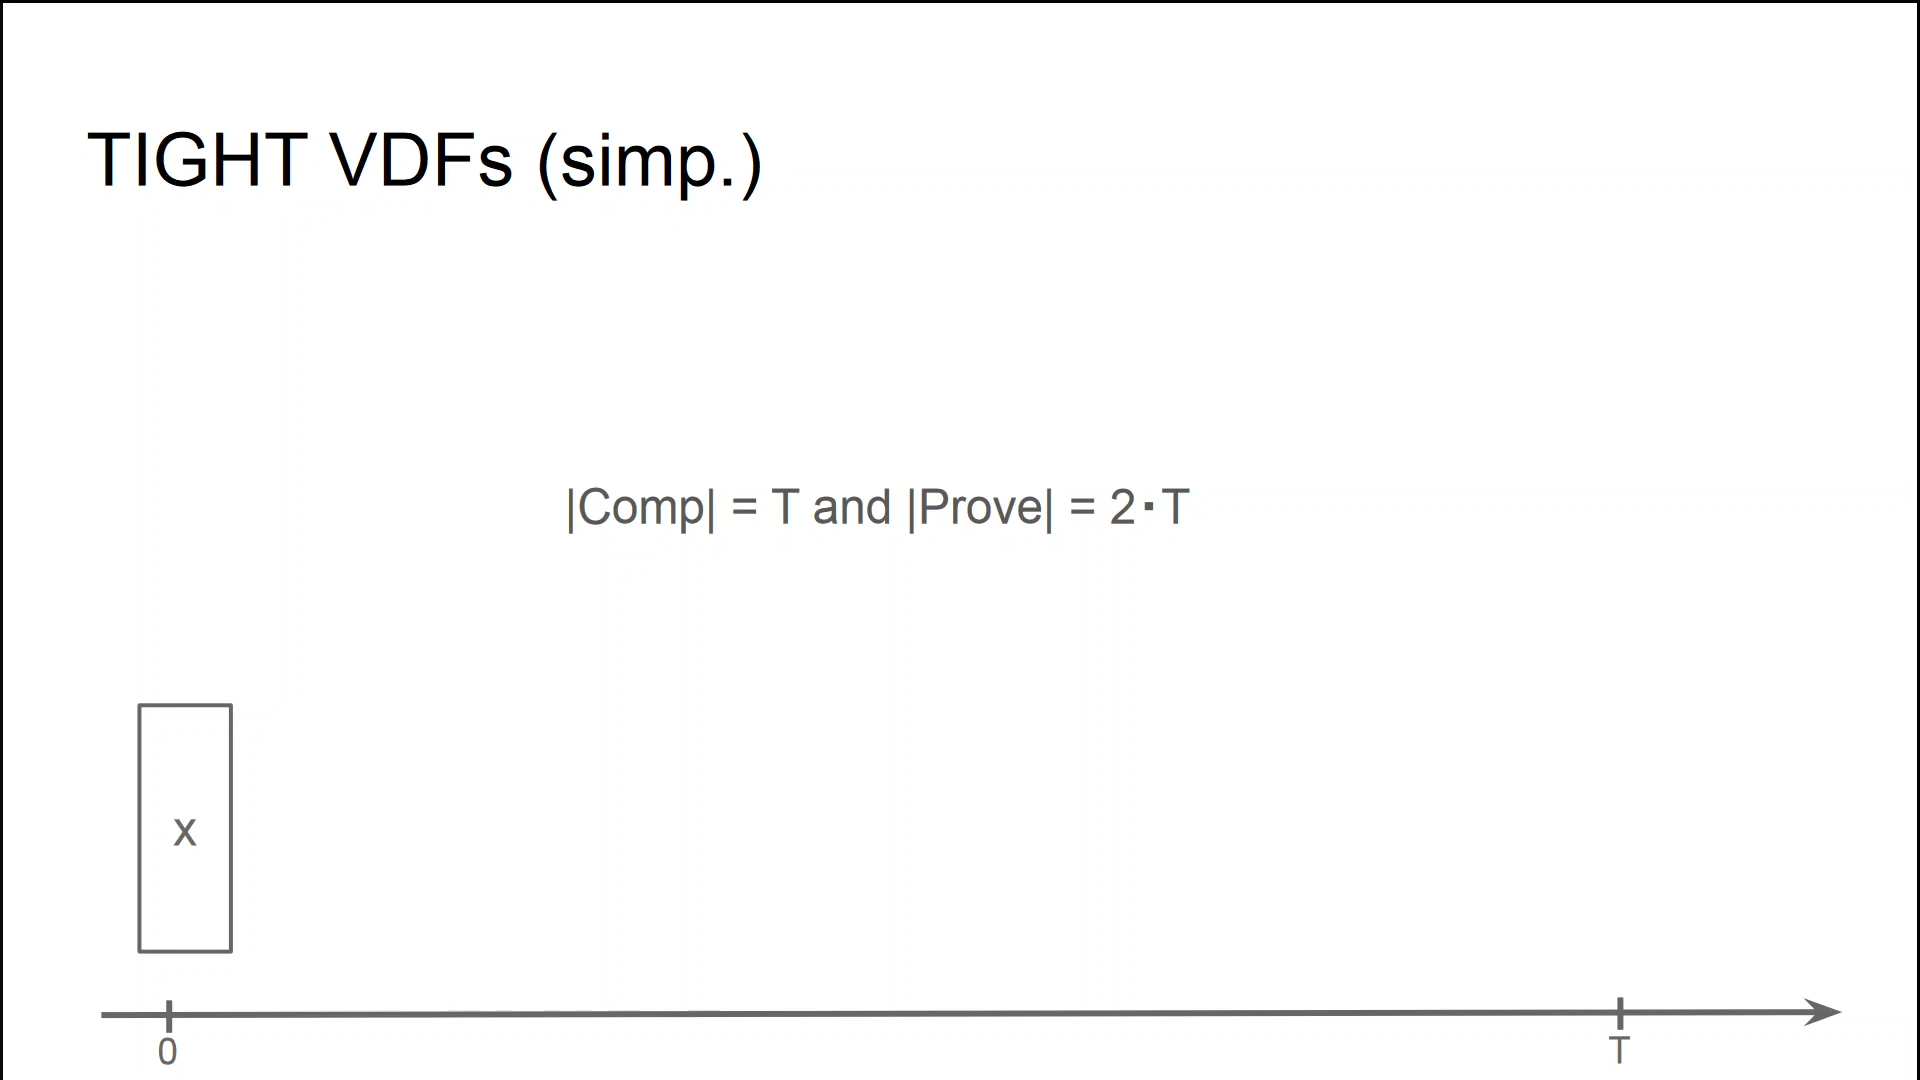 TIGHT VDFs (simp.)
|Comp| = T and |Prove| = 2·T
x
0
T